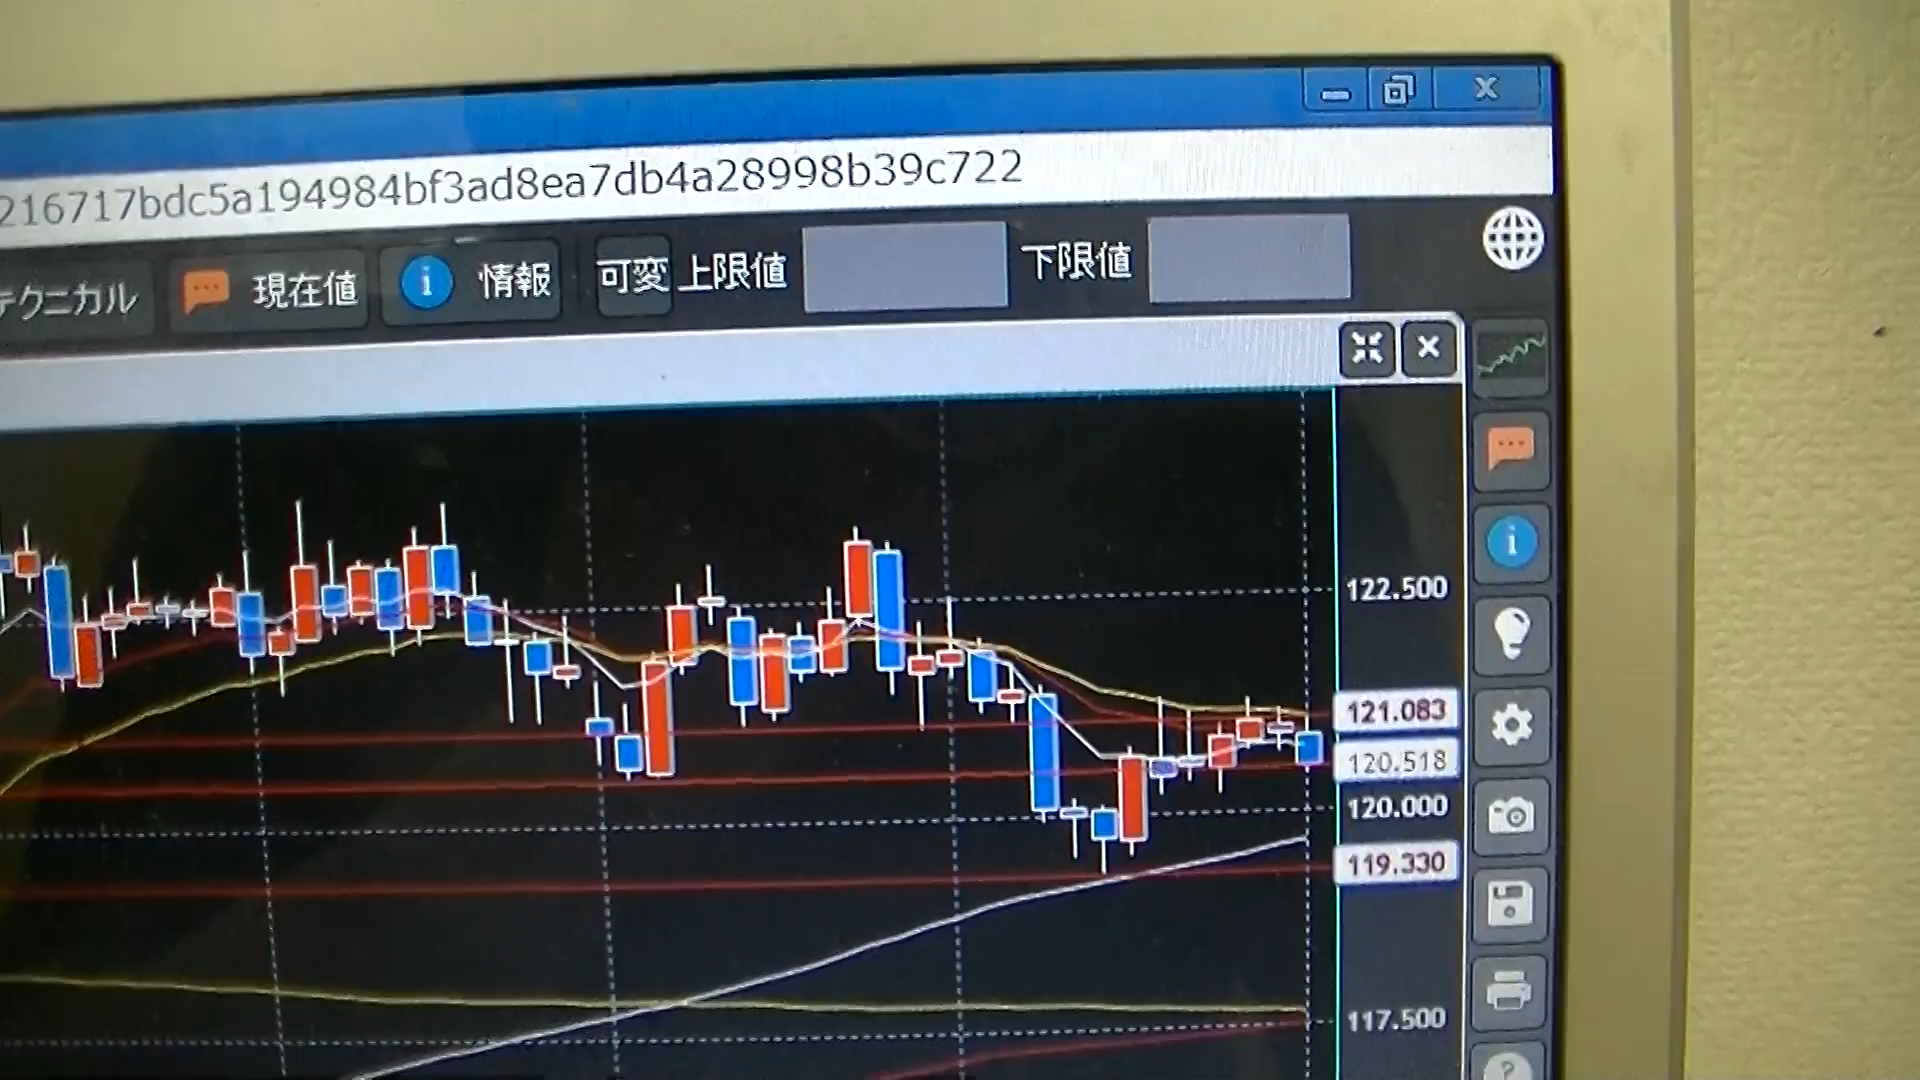 216717bdc5a194984bf3ad8ea7db4a28998b39c722
テクニカル 現在値 i 情報 可変 上限値 下限値
i
122.500
121.083
120.518
120.000
119.330
117.500
?